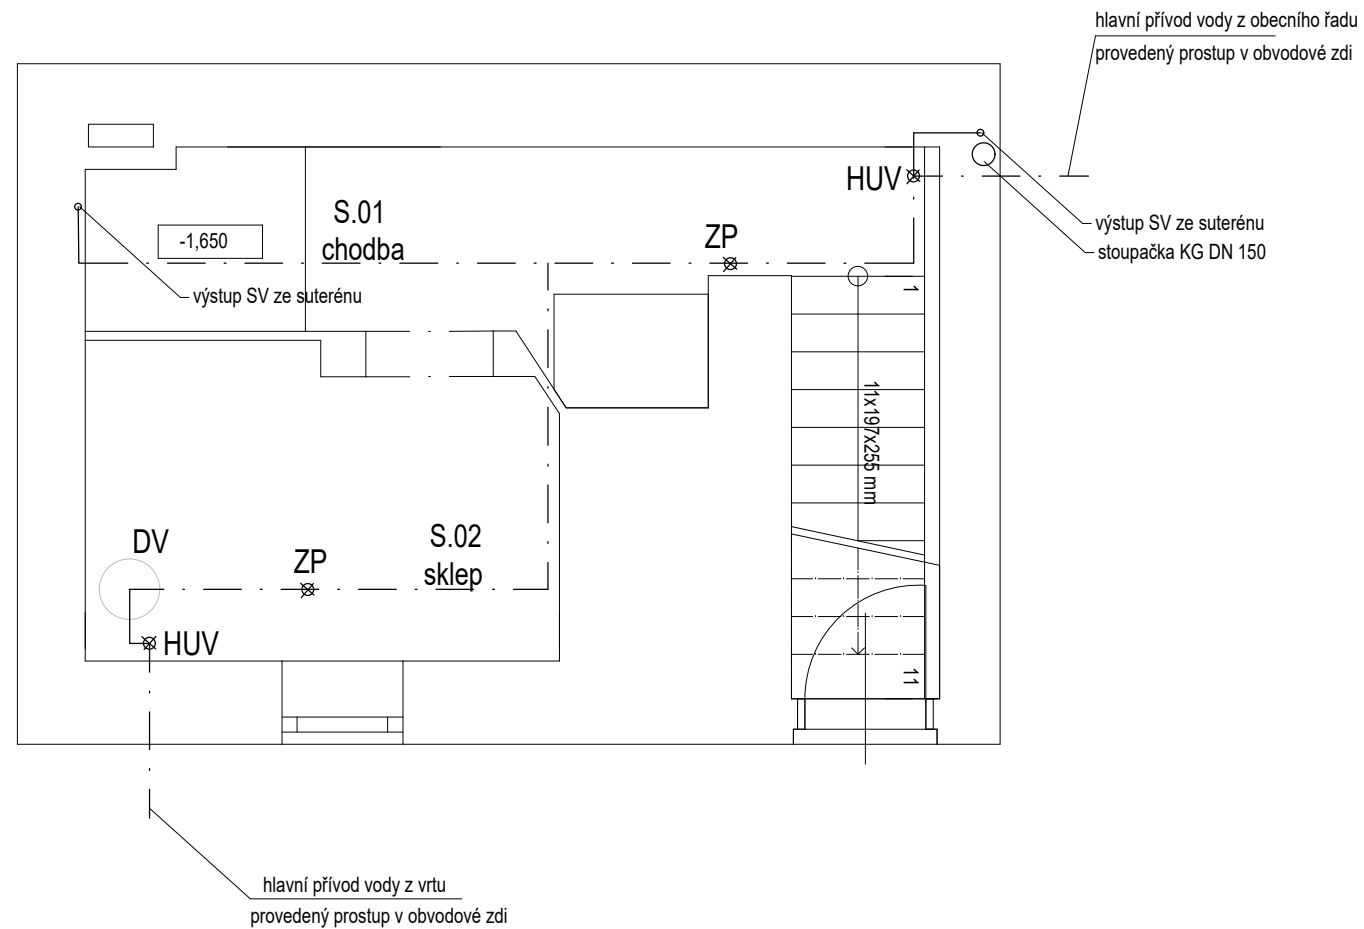 hlavní přívod vody z obecního řadu
provedený prostup v obvodové zdi
HUV
S.01
chodba
-1,650
ZP
výstup SV ze suterénu
stoupačka KG DN 150
výstup SV ze suterénu
1
11x197x255 mm
DV
ZP
S.02
sklep
HUV
11
hlavní přívod vody z vrtu
provedený prostup v obvodové zdi